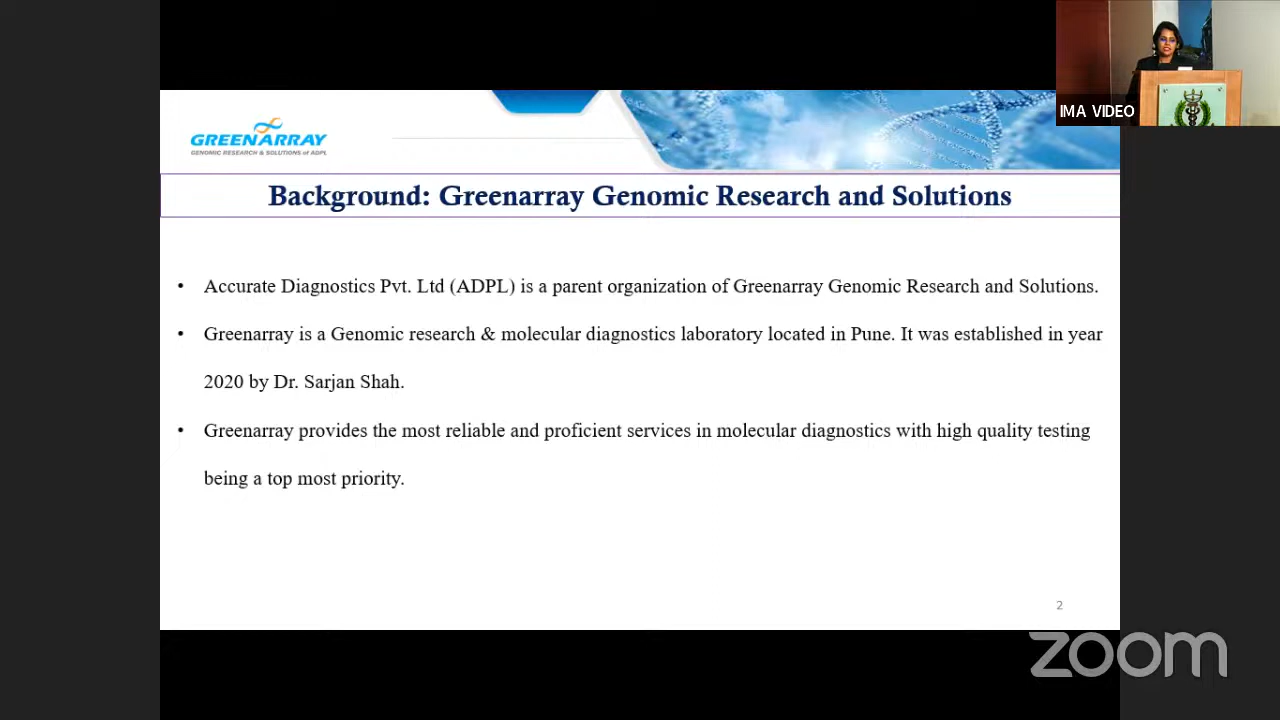 IMA VIDEO
GREENARRAY
GENOMIC RESEARCH & SOLUTIONS of ADPL
Background: Greenarray Genomic Research and Solutions
• Accurate Diagnostics Pvt. Ltd (ADPL) is a parent organization of Greenarray Genomic Research and Solutions.
• Greenarray is a Genomic research & molecular diagnostics laboratory located in Pune. It was established in year
2020 by Dr. Sarjan Shah.
• Greenarray provides the most reliable and proficient services in molecular diagnostics with high quality testing
being a top most priority.
2
zoom